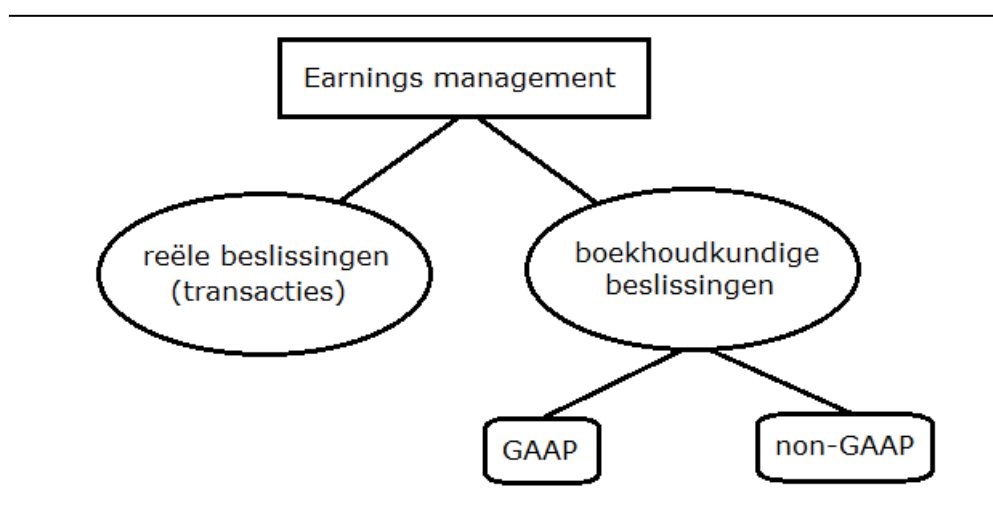 Earnings management
reële beslissingen
(transacties)
boekhoudkundige
beslissingen
GAAP
non-GAAP